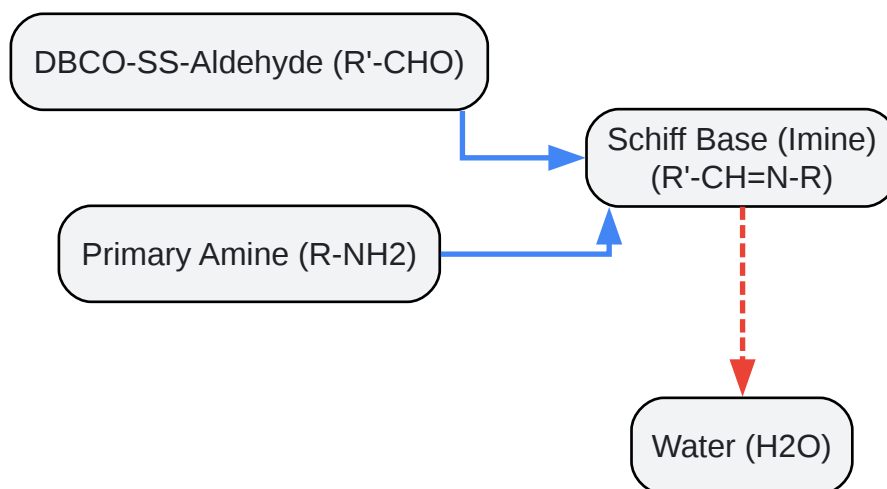 DBCO-SS-Aldehyde (R'-CHO)
Schiff Base (Imine)
(R'-CH=N-R)
Primary Amine (R-NH2)
Water (H2O)